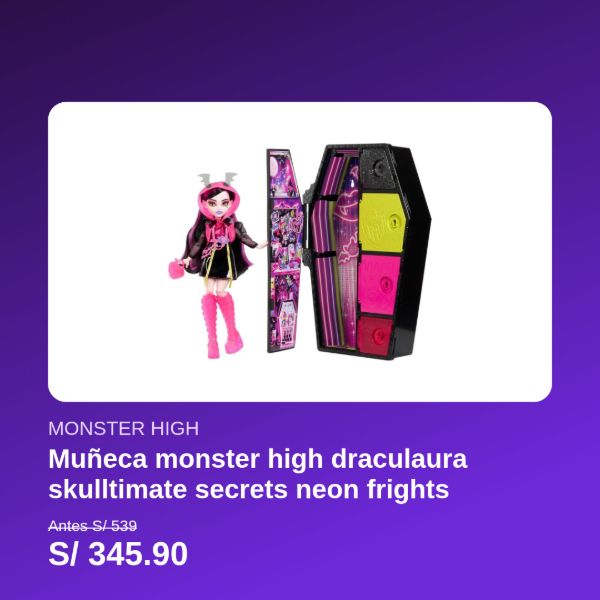 MONSTER HIGH
Muñeca monster high draculaura
skulltimate secrets neon frights
Antes S/ 539
S/ 345.90